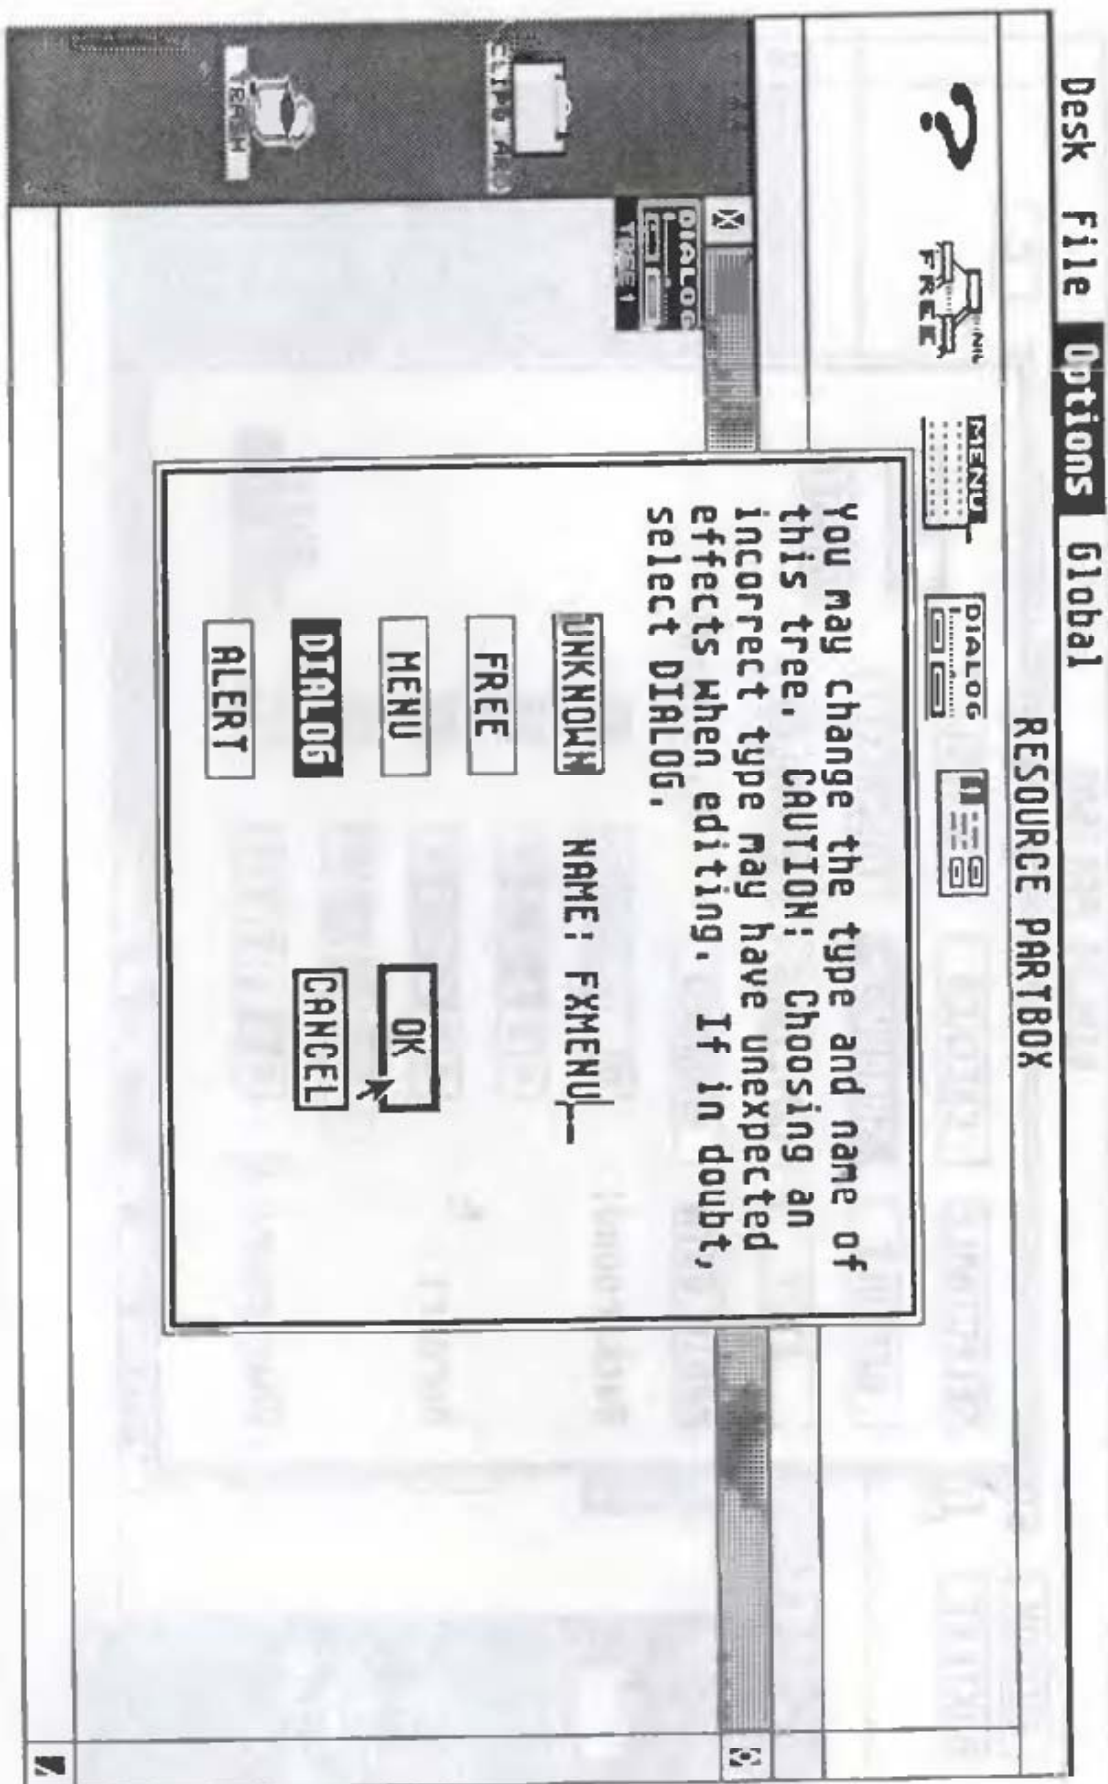 Desk File Options Global
RESOURCE PARTBOX
FREE
NIL
MENU
DIALOG
TRASH
DIALOG
TREE 1
You may change the type and name of
this tree. CAUTION: Choosing an
incorrect type may have unexpected
effects when editing. If in doubt,
select DIALOG.
UNKNOWN
NAME: FXMENU
FREE
MENU
OK
DIALOG
CANCEL
ALERT